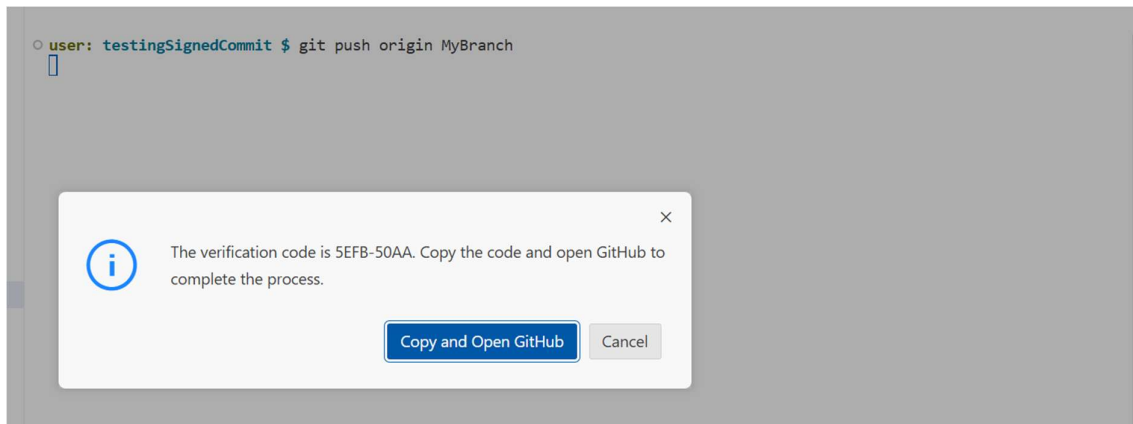 user: testingSignedCommit $ git push origin MyBranch
The verification code is 5EFB-50AA. Copy the code and open GitHub to
complete the process.
Copy and Open GitHub
Cancel